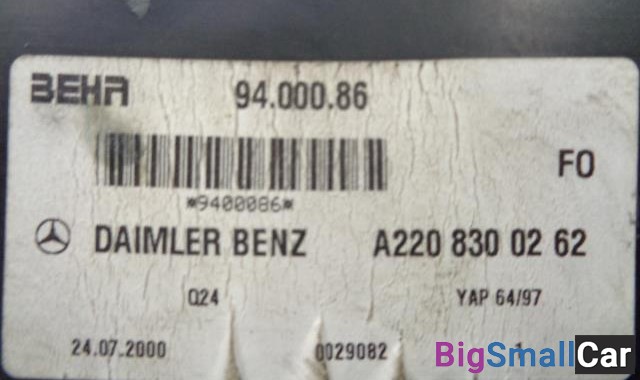 BEHR 94.000.86
*9400086* FO
DAIMLER BENZ A220 830 02 62
Q24 YAP 64/97
24.07.2000 0029082 1
BigSmallCar